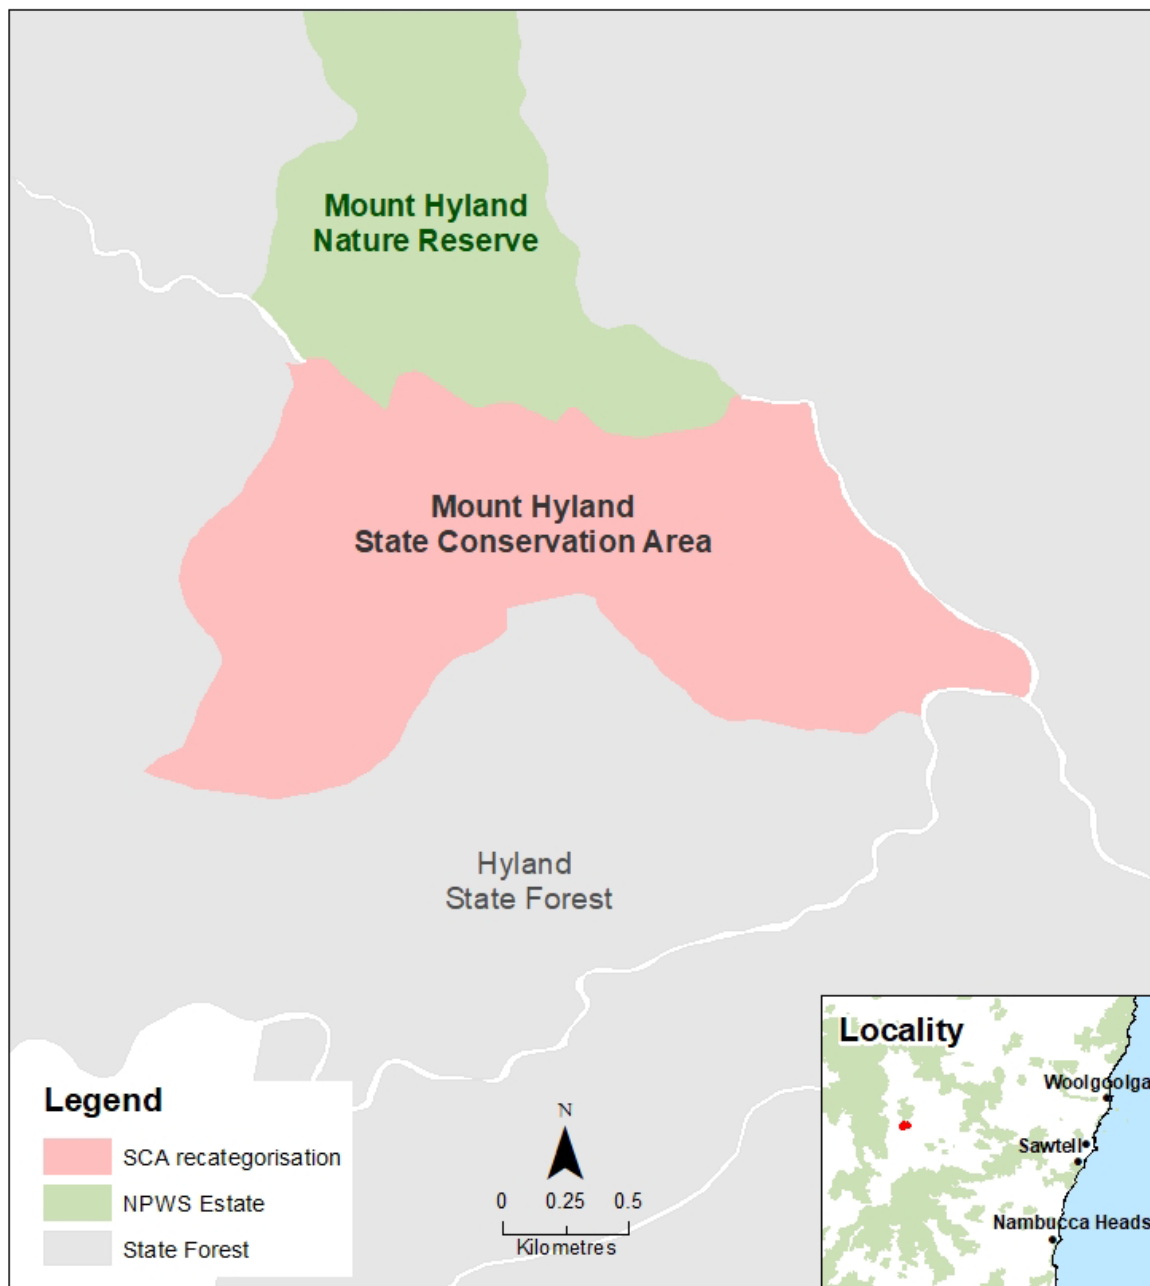 Mount Hyland
Nature Reserve
Mount Hyland
State Conservation Area
Hyland
State Forest
Legend
SCA recategorisation
NPWS Estate
State Forest
N
0 0.25 0.5
Kilometres
Locality
Woolgoolga
Sawtell
Nambucca Heads